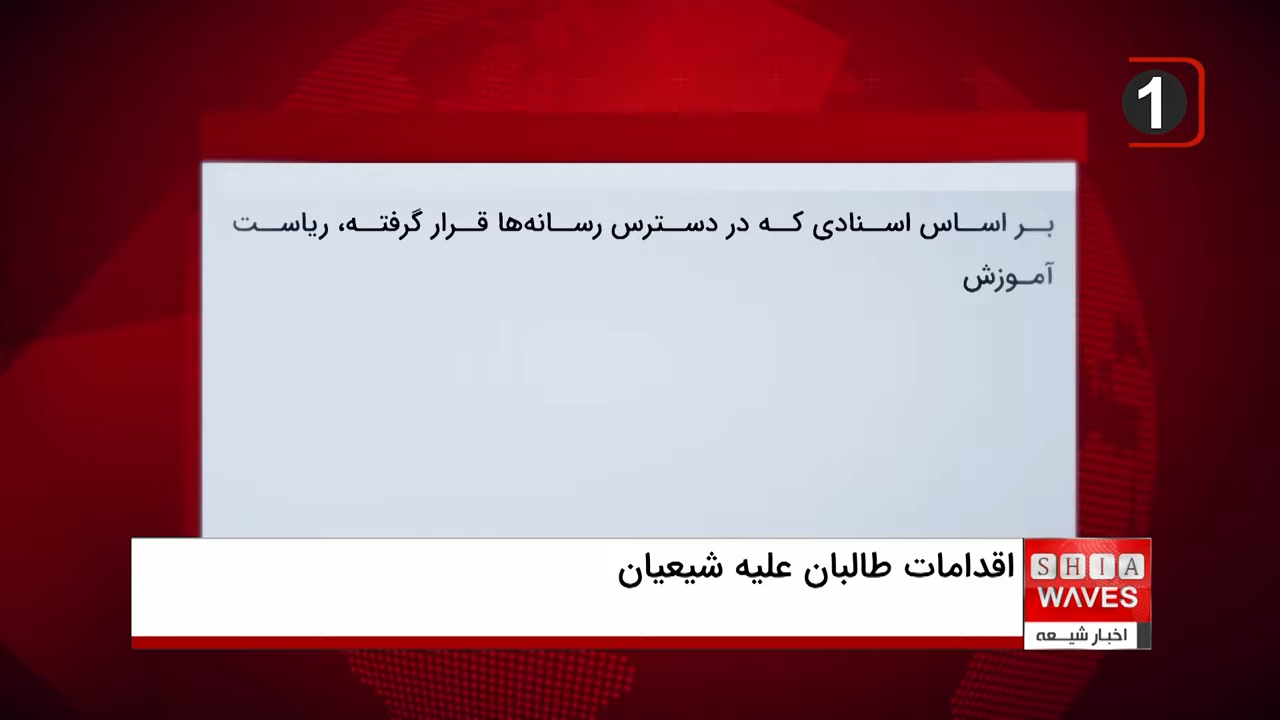 1
بر اساس اسنادی که در دسترس رسانه‌ها قرار گرفته، ریاست
آموزش
اقدامات طالبان علیه شیعیان
SHIA
WAVES
اخبار شیعه